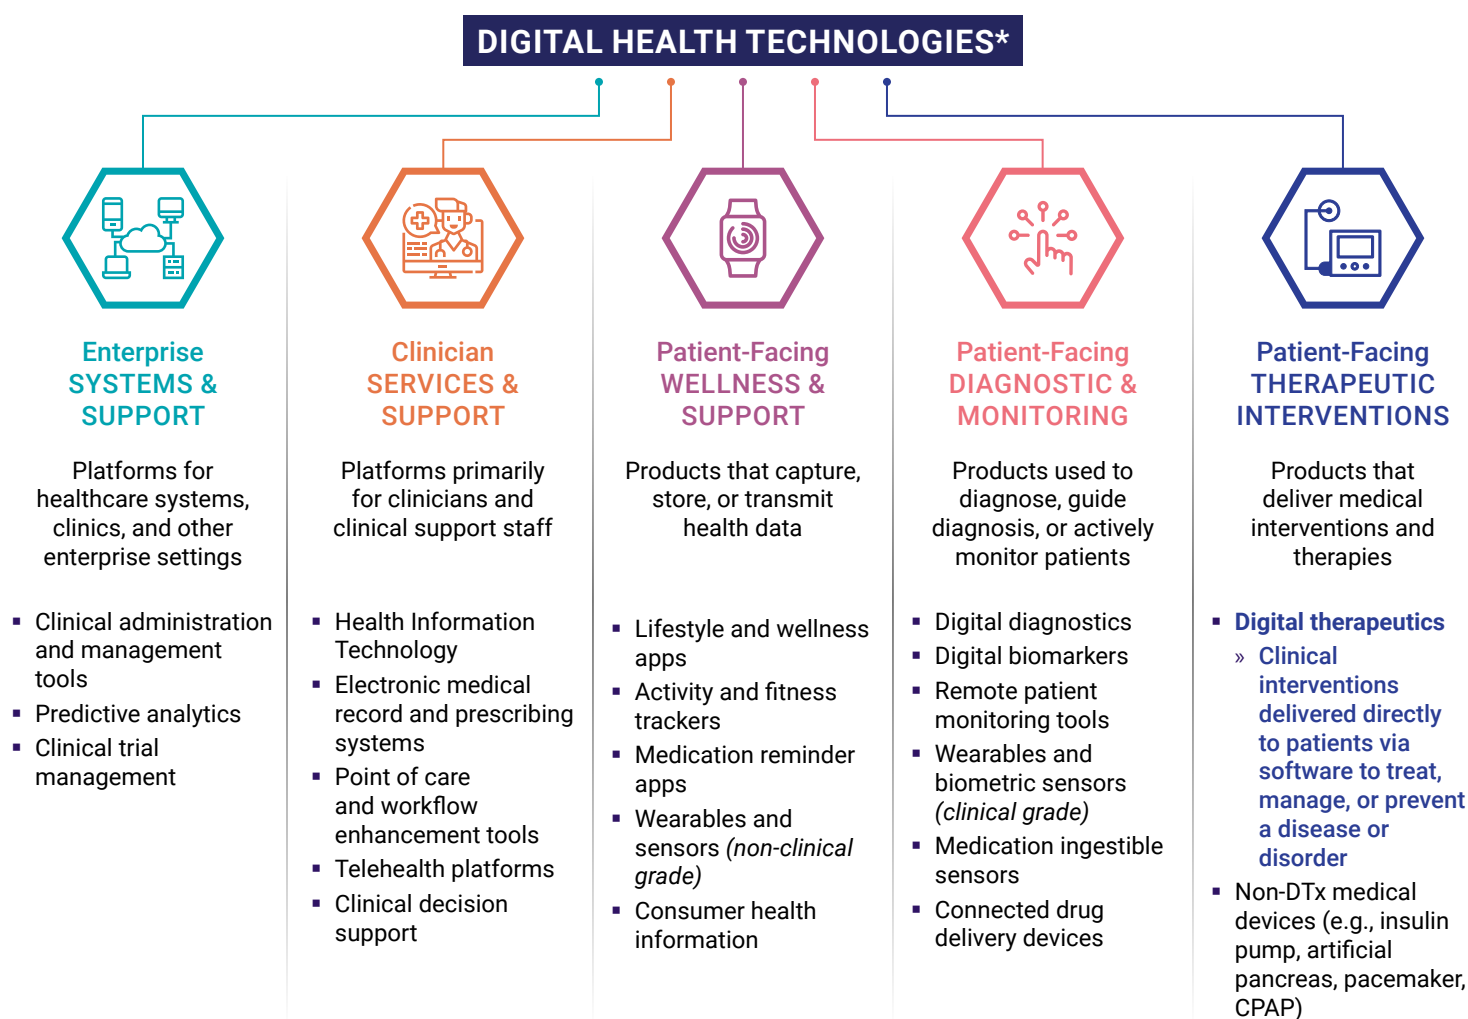 DIGITAL HEALTH TECHNOLOGIES*
Enterprise
SYSTEMS &
SUPPORT
Platforms for
healthcare systems,
clinics, and other
enterprise settings
▪ Clinical administration
and management
tools
▪ Predictive analytics
▪ Clinical trial
management
Clinician
SERVICES &
SUPPORT
Platforms primarily
for clinicians and
clinical support staff
▪ Health Information
Technology
▪ Electronic medical
record and prescribing
systems
▪ Point of care
and workflow
enhancement tools
▪ Telehealth platforms
▪ Clinical decision
support
Patient-Facing
WELLNESS &
SUPPORT
Products that capture,
store, or transmit
health data
▪ Lifestyle and wellness
apps
▪ Activity and fitness
trackers
▪ Medication reminder
apps
▪ Wearables and
sensors (non-clinical
grade)
▪ Consumer health
information
Patient-Facing
DIAGNOSTIC &
MONITORING
Products used to
diagnose, guide
diagnosis, or actively
monitor patients
▪ Digital diagnostics
▪ Digital biomarkers
▪ Remote patient
monitoring tools
▪ Wearables and
biometric sensors
(clinical grade)
▪ Medication ingestible
sensors
▪ Connected drug
delivery devices
Patient-Facing
THERAPEUTIC
INTERVENTIONS
Products that
deliver medical
interventions and
therapies
▪ Digital therapeutics
» Clinical
interventions
delivered directly
to patients via
software to treat,
manage, or prevent
a disease or
disorder
▪ Non-DTx medical
devices (e.g., insulin
pump, artificial
pancreas, pacemaker,
CPAP)